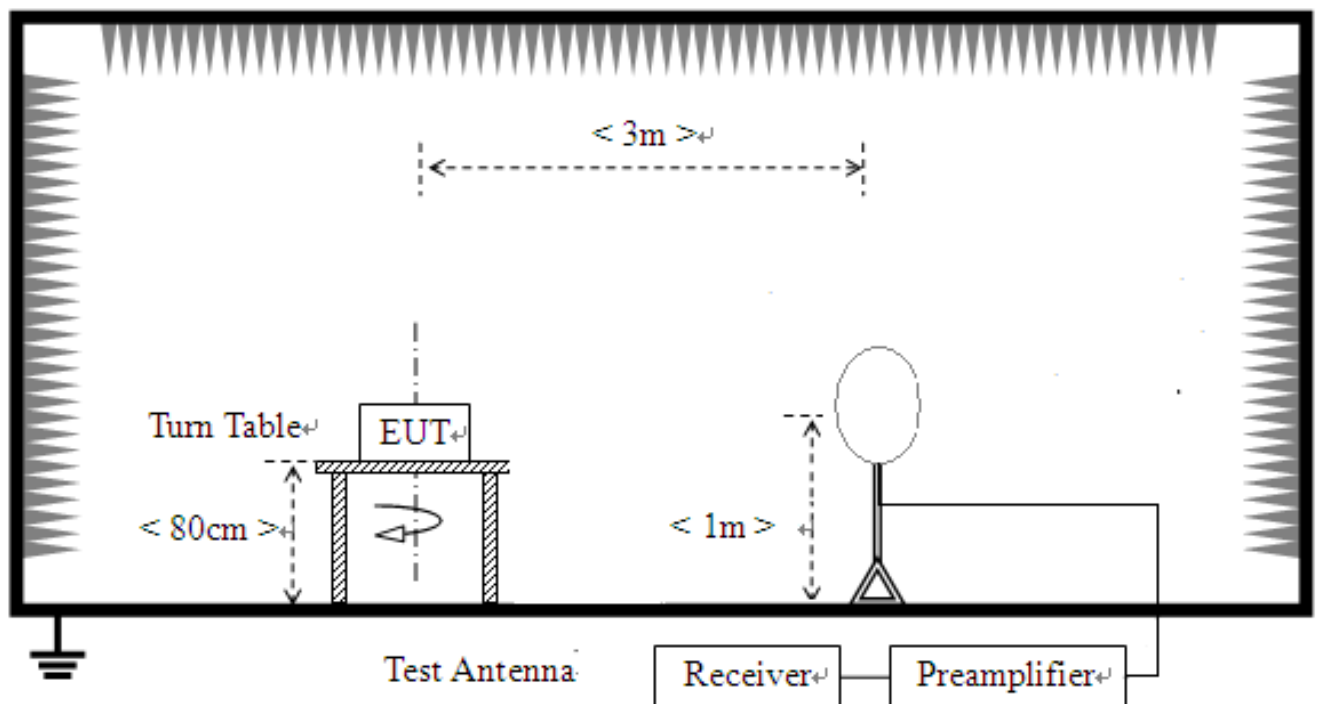 < 3m >↵
Turn Table↵
EUT↵
< 80cm >↵
< 1m > ↵
Test Antenna
Receiver↵
Preamplifier↵